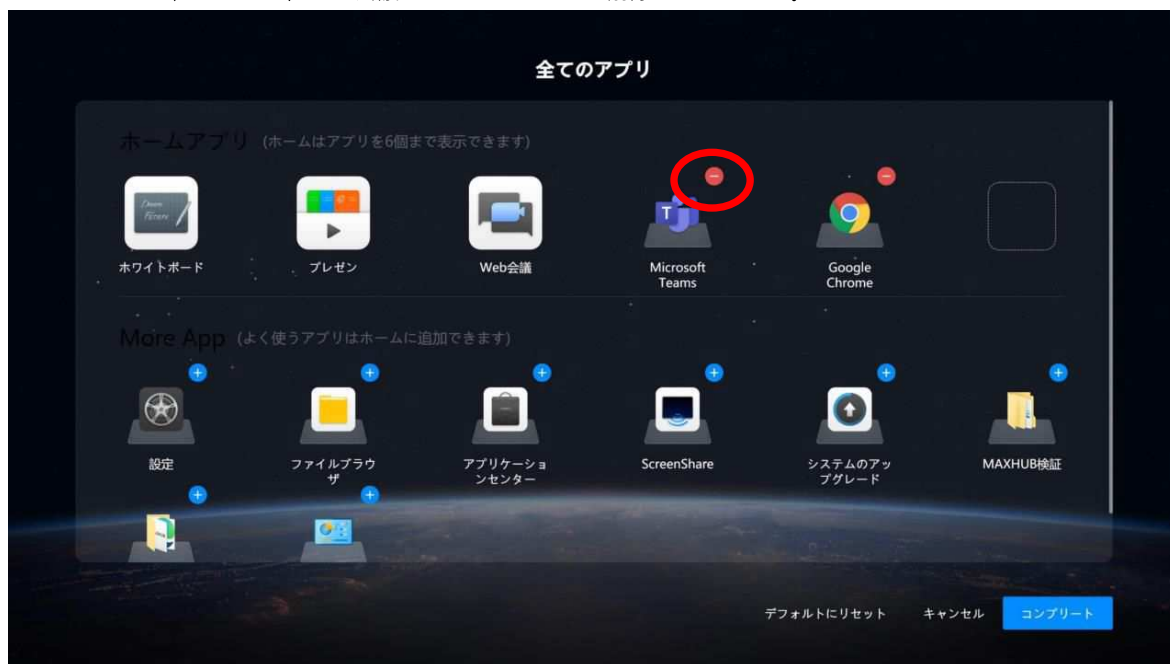 全てのアプリ
ホームアプリ (ホームはアプリを6個まで表示できます)
ホワイトボード
プレゼン
Web会議
Microsoft
Teams
Google
Chrome
More App (よく使うアプリはホームに追加できます)
設定
ファイルブラウ
ザ
アプリケーショ
ンセンター
ScreenShare
システムのアッ
プグレード
MAXHUB検証
デフォルトにリセット キャンセル コンプリート